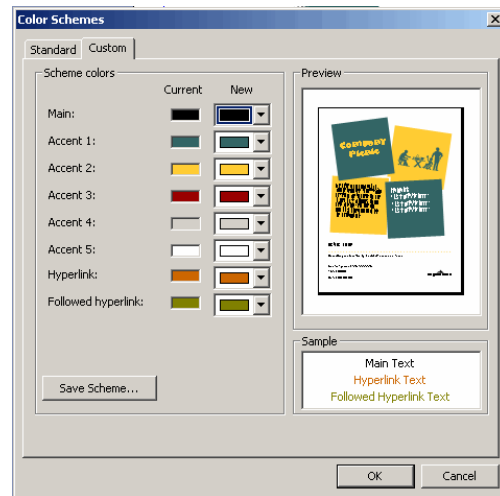 Color Schemes
Standard Custom
Scheme colors
Current New
Main:
Accent 1:
Accent 2:
Accent 3:
Accent 4:
Accent 5:
Hyperlink:
Followed hyperlink:
Save Scheme...
Preview
Company
Picnic
Sample
Main Text
Hyperlink Text
Followed Hyperlink Text
OK Cancel